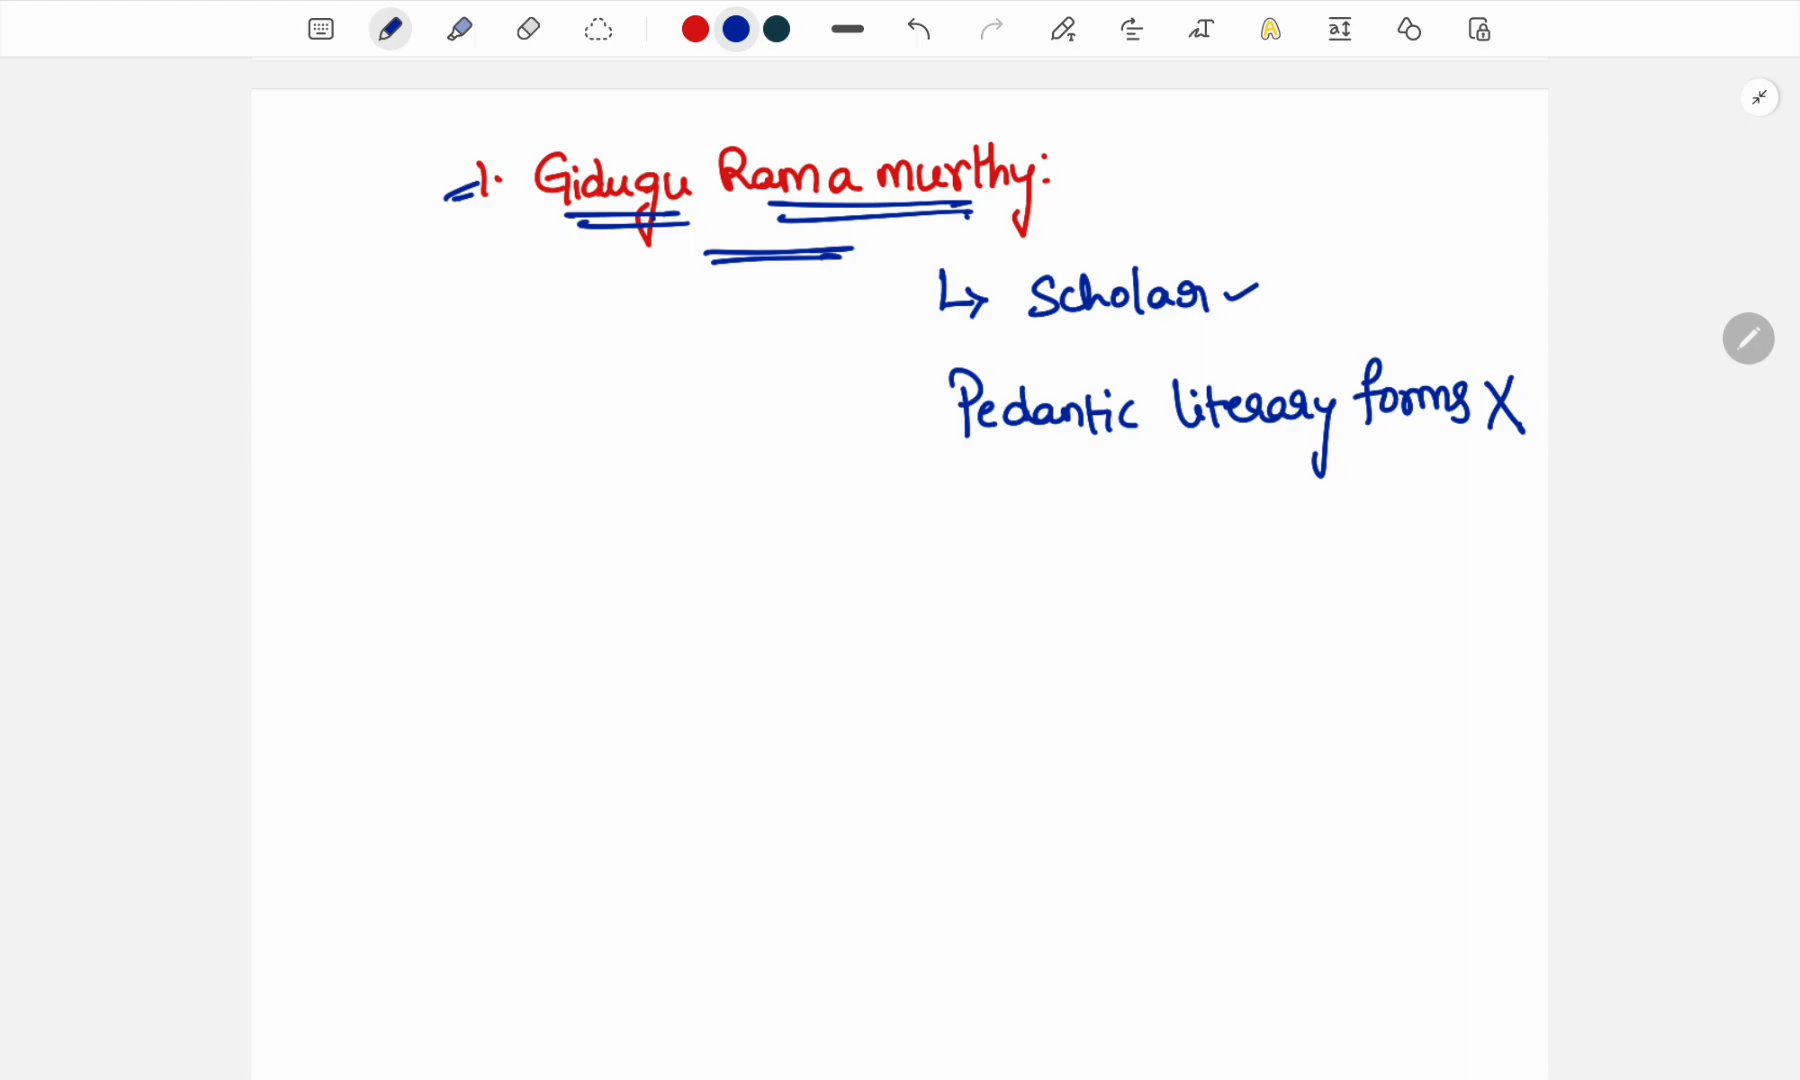 1. Gidugu Rama murthy:
↳ Scholar ✓
Pedantic literary forms X